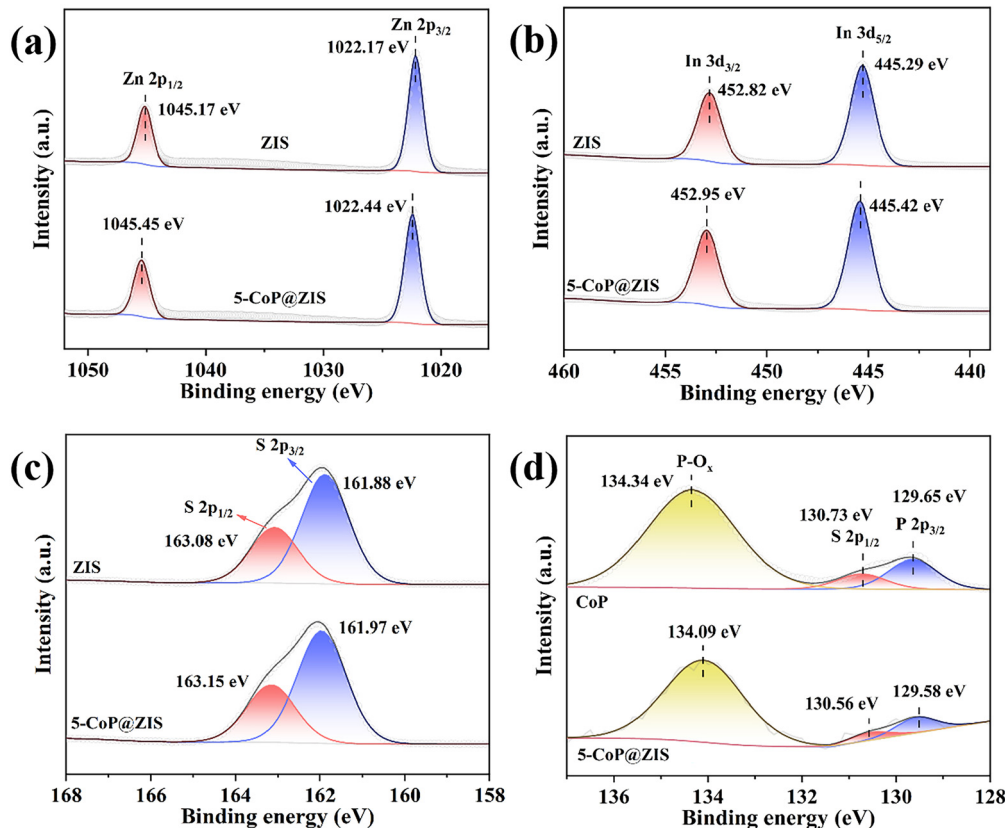 (a)
Zn 2p3/2
1022.17 eV
Zn 2p1/2
1045.17 eV
ZIS
1022.44 eV
1045.45 eV
5-CoP@ZIS
Intensity (a.u.)
1050 1040 1030 1020
Binding energy (eV)
(b)
In 3d5/2
445.29 eV
In 3d3/2
452.82 eV
ZIS
452.95 eV
445.42 eV
5-CoP@ZIS
Intensity (a.u.)
460 455 450 445 440
Binding energy (eV)
(c)
S 2p3/2
161.88 eV
S 2p1/2
163.08 eV
ZIS
161.97 eV
163.15 eV
5-CoP@ZIS
Intensity (a.u.)
168 166 164 162 160 158
Binding energy (eV)
(d)
P-Ox
134.34 eV
129.65 eV
130.73 eV
P 2p3/2
S 2p1/2
CoP
134.09 eV
130.56 eV
129.58 eV
5-CoP@ZIS
Intensity (a.u.)
136 134 132 130 128
Binding energy (eV)